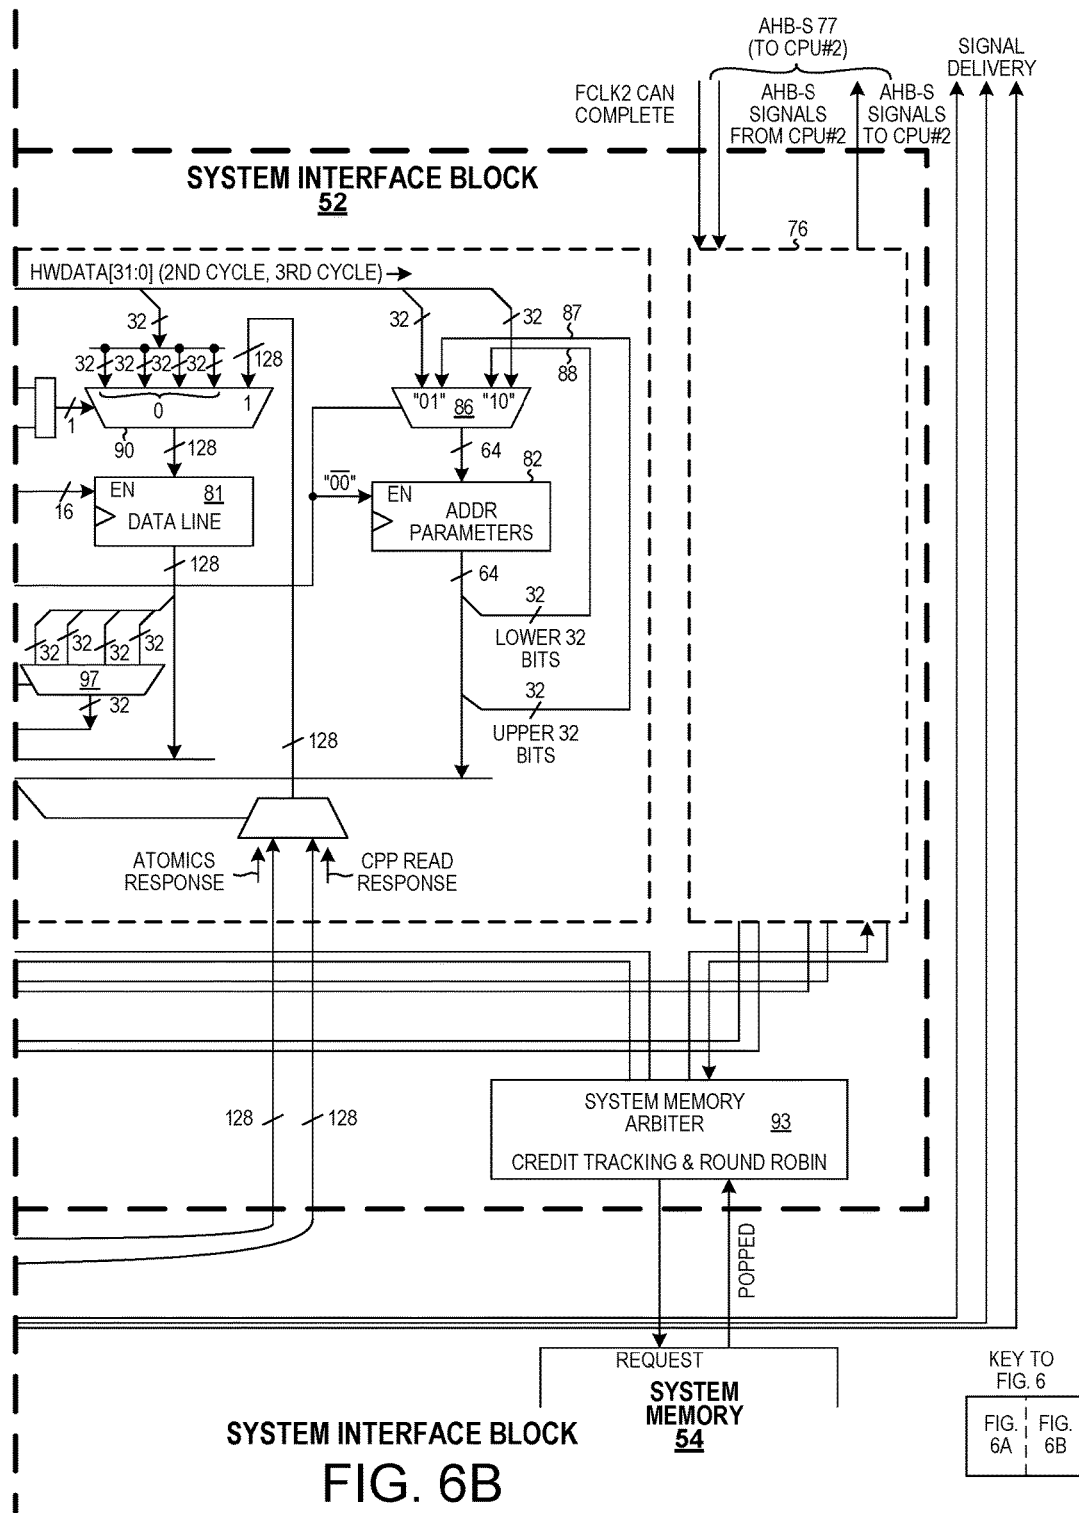 AHB-S 77
(TO CPU#2)
SIGNAL
DELIVERY
FCLK2 CAN
COMPLETE
AHB-S
SIGNALS
FROM CPU#2
AHB-S
SIGNALS
TO CPU#2
SYSTEM INTERFACE BLOCK
52
76
HWDATA[31:0] (2ND CYCLE, 3RD CYCLE)
32
32
32
87
32
32
32
32
128
88
0
1
"01"
86
"10"
1
90
128
64
82
EN
81
DATA LINE
16
"00"
EN
ADDR
PARAMETERS
128
64
32
LOWER 32
BITS
32
32
32
32
97
32
32
UPPER 32
BITS
128
ATOMICS
RESPONSE
CPP READ
RESPONSE
128
128
SYSTEM MEMORY
ARBITER
93
CREDIT TRACKING & ROUND ROBIN
POPPED
REQUEST
SYSTEM
MEMORY
54
KEY TO
FIG. 6
FIG.
6A
FIG.
6B
SYSTEM INTERFACE BLOCK
FIG. 6B